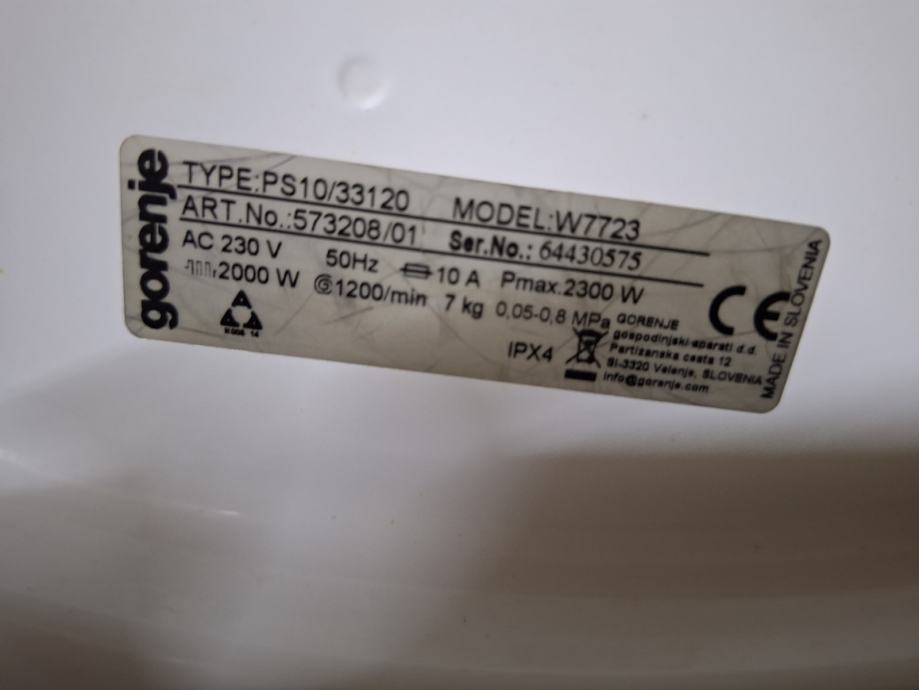 gorenje
TYPE:PS10/33120 MODEL:W7723
ART.No.:573208/01 Ser.No.: 64430575
AC 230 V 50Hz 10 A Pmax.2300 W
2000 W 1200/min 7 kg 0,05-0,8 MPa
IPX4
GORENJE
gospodinjski aparati d.d.
Partizanska cesta 12
SI-3320 Velenje, SLOVENIA
info@gorenje.com
CE
MADE IN SLOVENIA